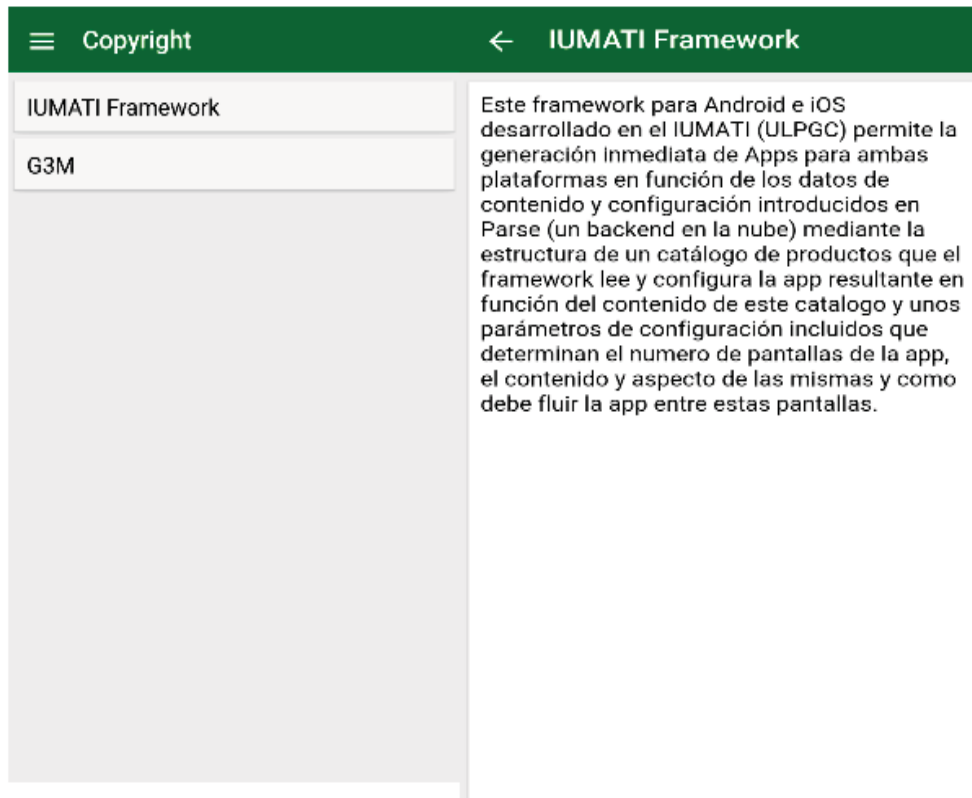 Copyright
IUMATI Framework
G3M
IUMATI Framework
Este framework para Android e iOS
desarrollado en el IUMATI (ULPGC) permite la
generación inmediata de Apps para ambas
plataformas en función de los datos de
contenido y configuración introducidos en
Parse (un backend en la nube) mediante la
estructura de un catálogo de productos que el
framework lee y configura la app resultante en
función del contenido de este catalogo y unos
parámetros de configuración incluidos que
determinan el numero de pantallas de la app,
el contenido y aspecto de las mismas y como
debe fluir la app entre estas pantallas.